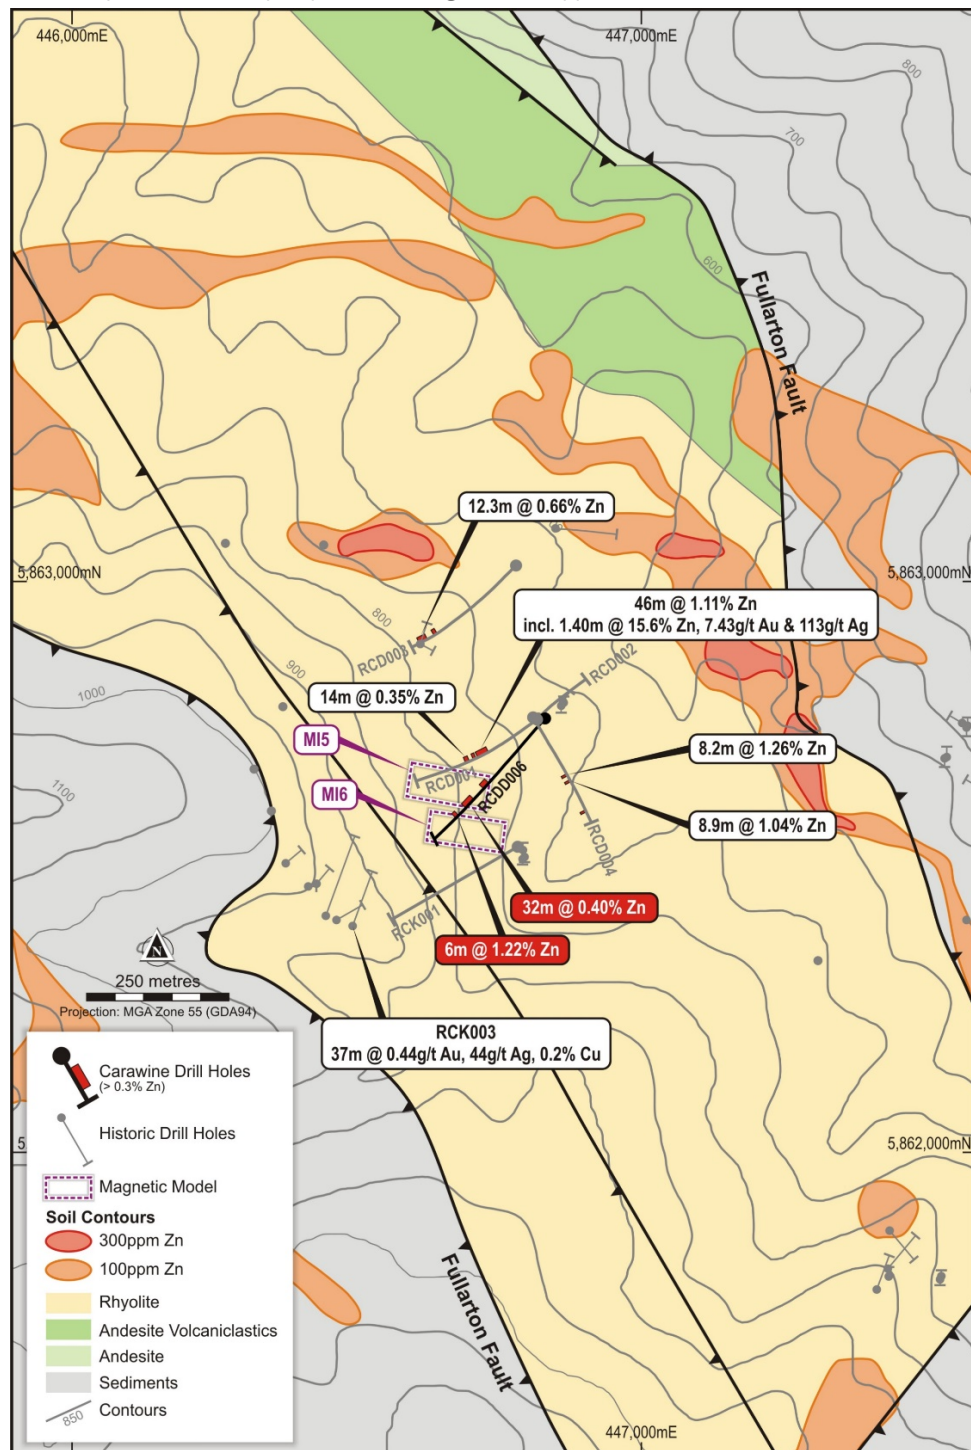 446,000mE
447,000mE
800
700
600
Fullarton Fault
12.3m @ 0.66% Zn
5,863,000mN
5,863,000mN
46m @ 1.11% Zn
incl. 1.40m @ 15.6% Zn, 7.43g/t Au & 113g/t Ag
800
RCD003
RCD002
900
14m @ 0.35% Zn
1000
MI5
8.2m @ 1.26% Zn
RCD001
RCDD006
1100
MI6
8.9m @ 1.04% Zn
RCD004
32m @ 0.40% Zn
RCK001
6m @ 1.22% Zn
N
250 metres
Projection: MGA Zone 55 (GDA94)
RCK003
37m @ 0.44g/t Au, 44g/t Ag, 0.2% Cu
Carawine Drill Holes
(> 0.3% Zn)
Historic Drill Holes
5,
5,862,000mN
Magnetic Model
Soil Contours
300ppm Zn
100ppm Zn
Rhyolite
Andesite Volcaniclastics
Andesite
Sediments
850
Contours
Fullarton Fault
447,000mE